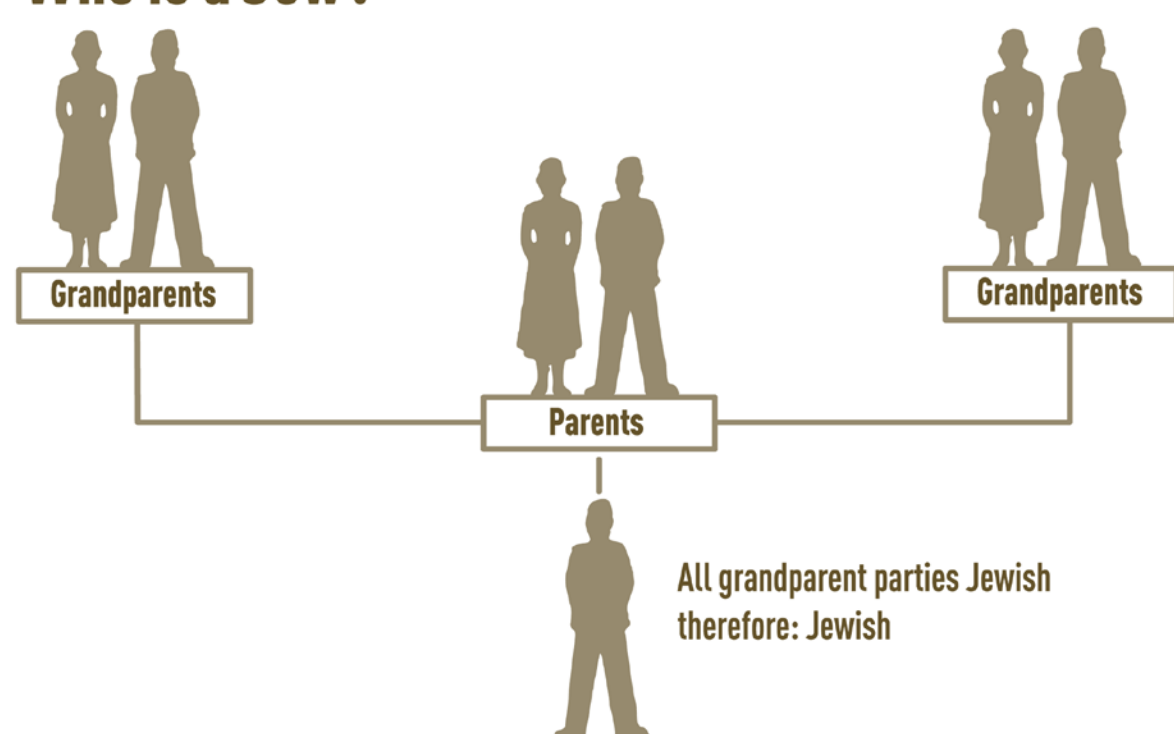 Grandparents
Grandparents
Parents
All grandparent parties Jewish
therefore: Jewish